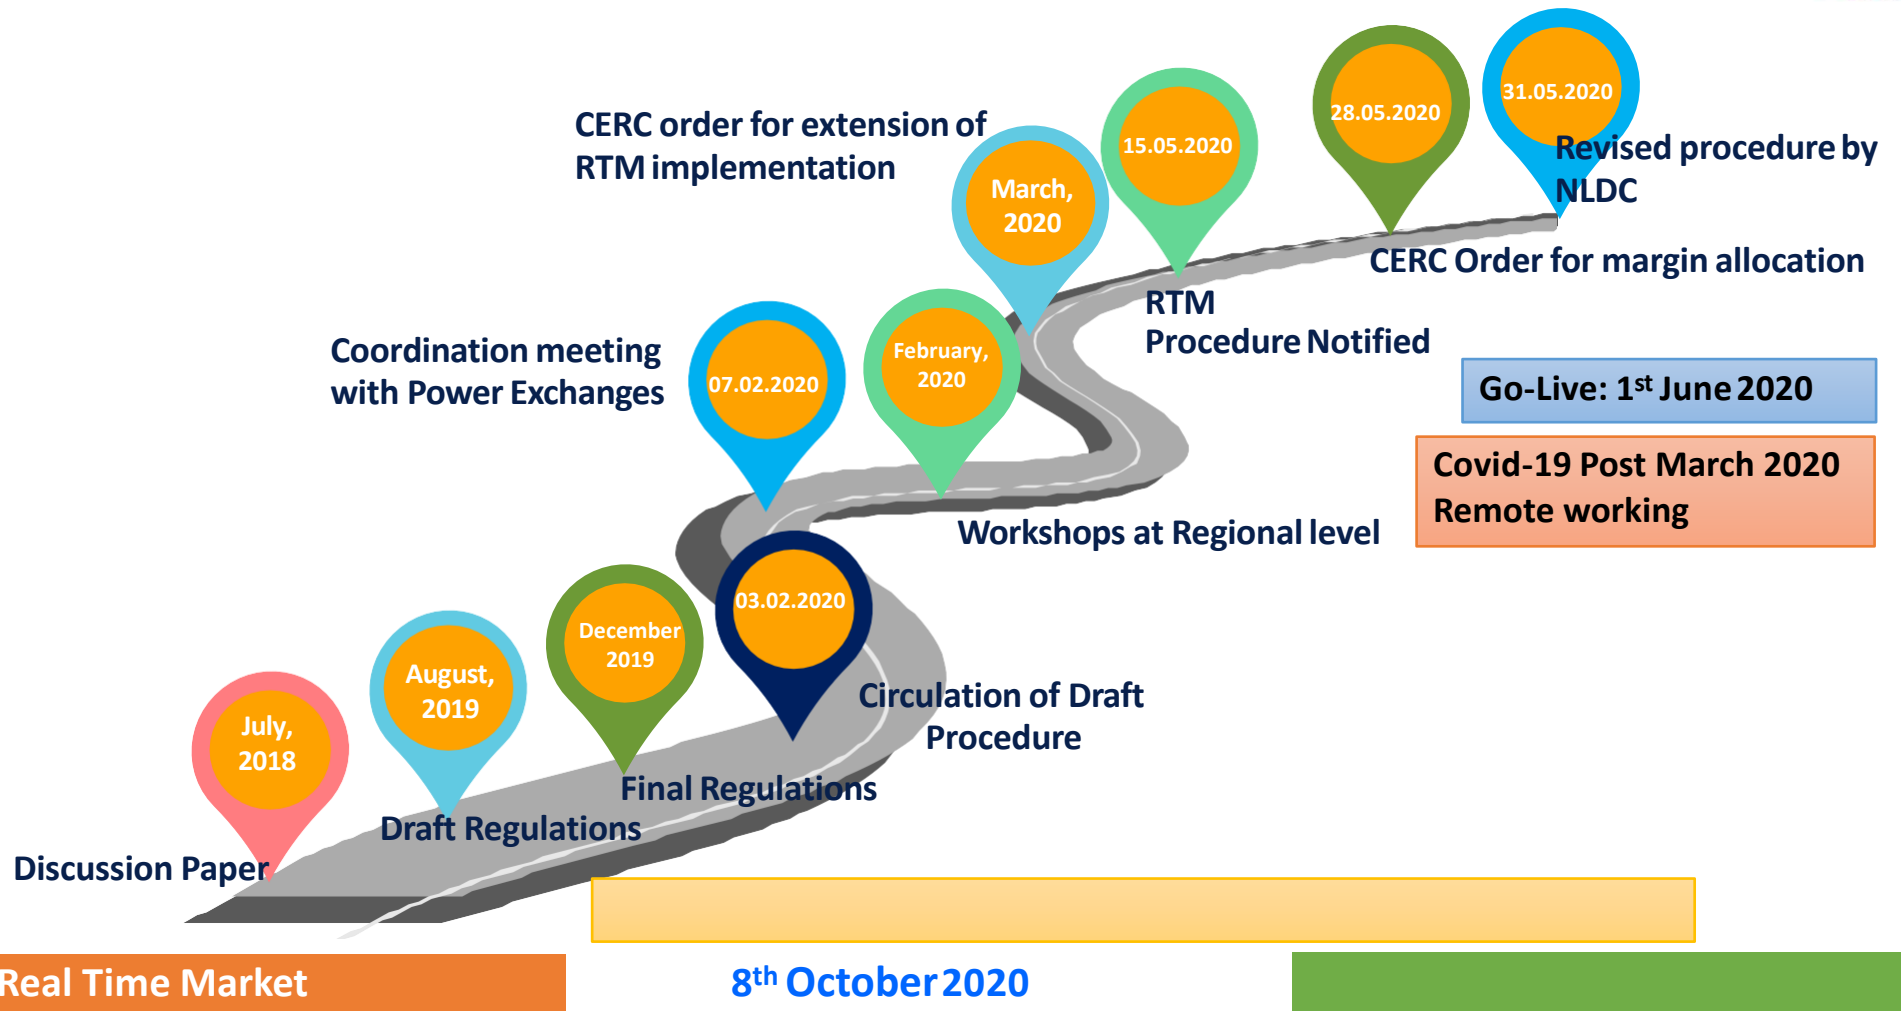 31.05.2020
Revised procedure by
NLDC
28.05.2020
CERC Order for margin allocation
15.05.2020
RTM
Procedure Notified
CERC order for extension of
RTM implementation
March,
2020
February,
2020
Workshops at Regional level
Coordination meeting
with Power Exchanges
07.02.2020
Go-Live: 1st June 2020
Covid-19 Post March 2020
Remote working
03.02.2020
Circulation of Draft
Procedure
December
2019
Final Regulations
August,
2019
Draft Regulations
July,
2018
Discussion Paper
Real Time Market
8th October 2020